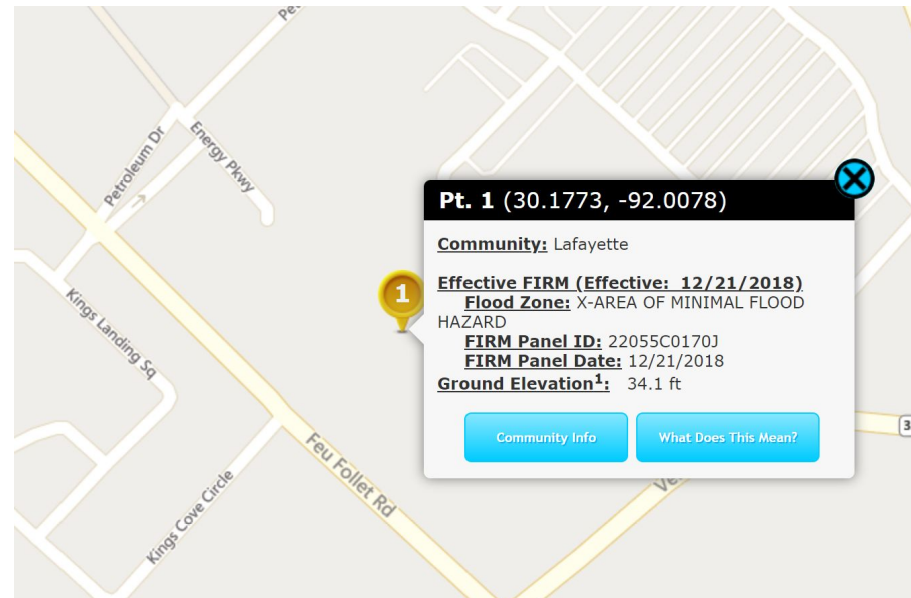 Pt. 1 (30.1773, -92.0078)
Community: Lafayette
Effective FIRM (Effective: 12/21/2018)
Flood Zone: X-AREA OF MINIMAL FLOOD
HAZARD
FIRM Panel ID: 22055C0170J
FIRM Panel Date: 12/21/2018
Ground Elevation¹: 34.1 ft
Community Info
What Does This Mean?
1
Petroleum Dr
Energy Pkwy
Kings Landing Sq
Feu Follet Rd
Kings Cove Circle
3